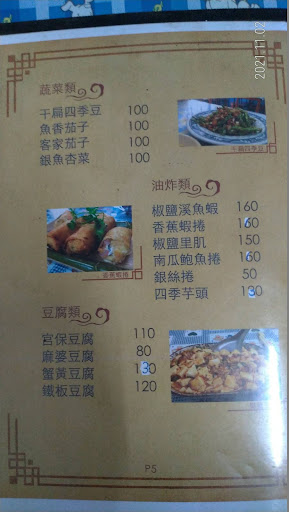 2021 11 02
蔬菜類
干扁四季豆 100
魚香茄子 100
客家茄子 100
銀魚杏菜 100
干扁四季豆
油炸類
椒鹽溪魚蝦 160
香蕉蝦捲 160
椒鹽里肌 150
南瓜鮑魚捲 160
銀絲捲 50
四季芋頭 130
香蕉蝦捲
豆腐類
宮保豆腐 110
麻婆豆腐 80
蟹黃豆腐 130
鐵板豆腐 120
P5